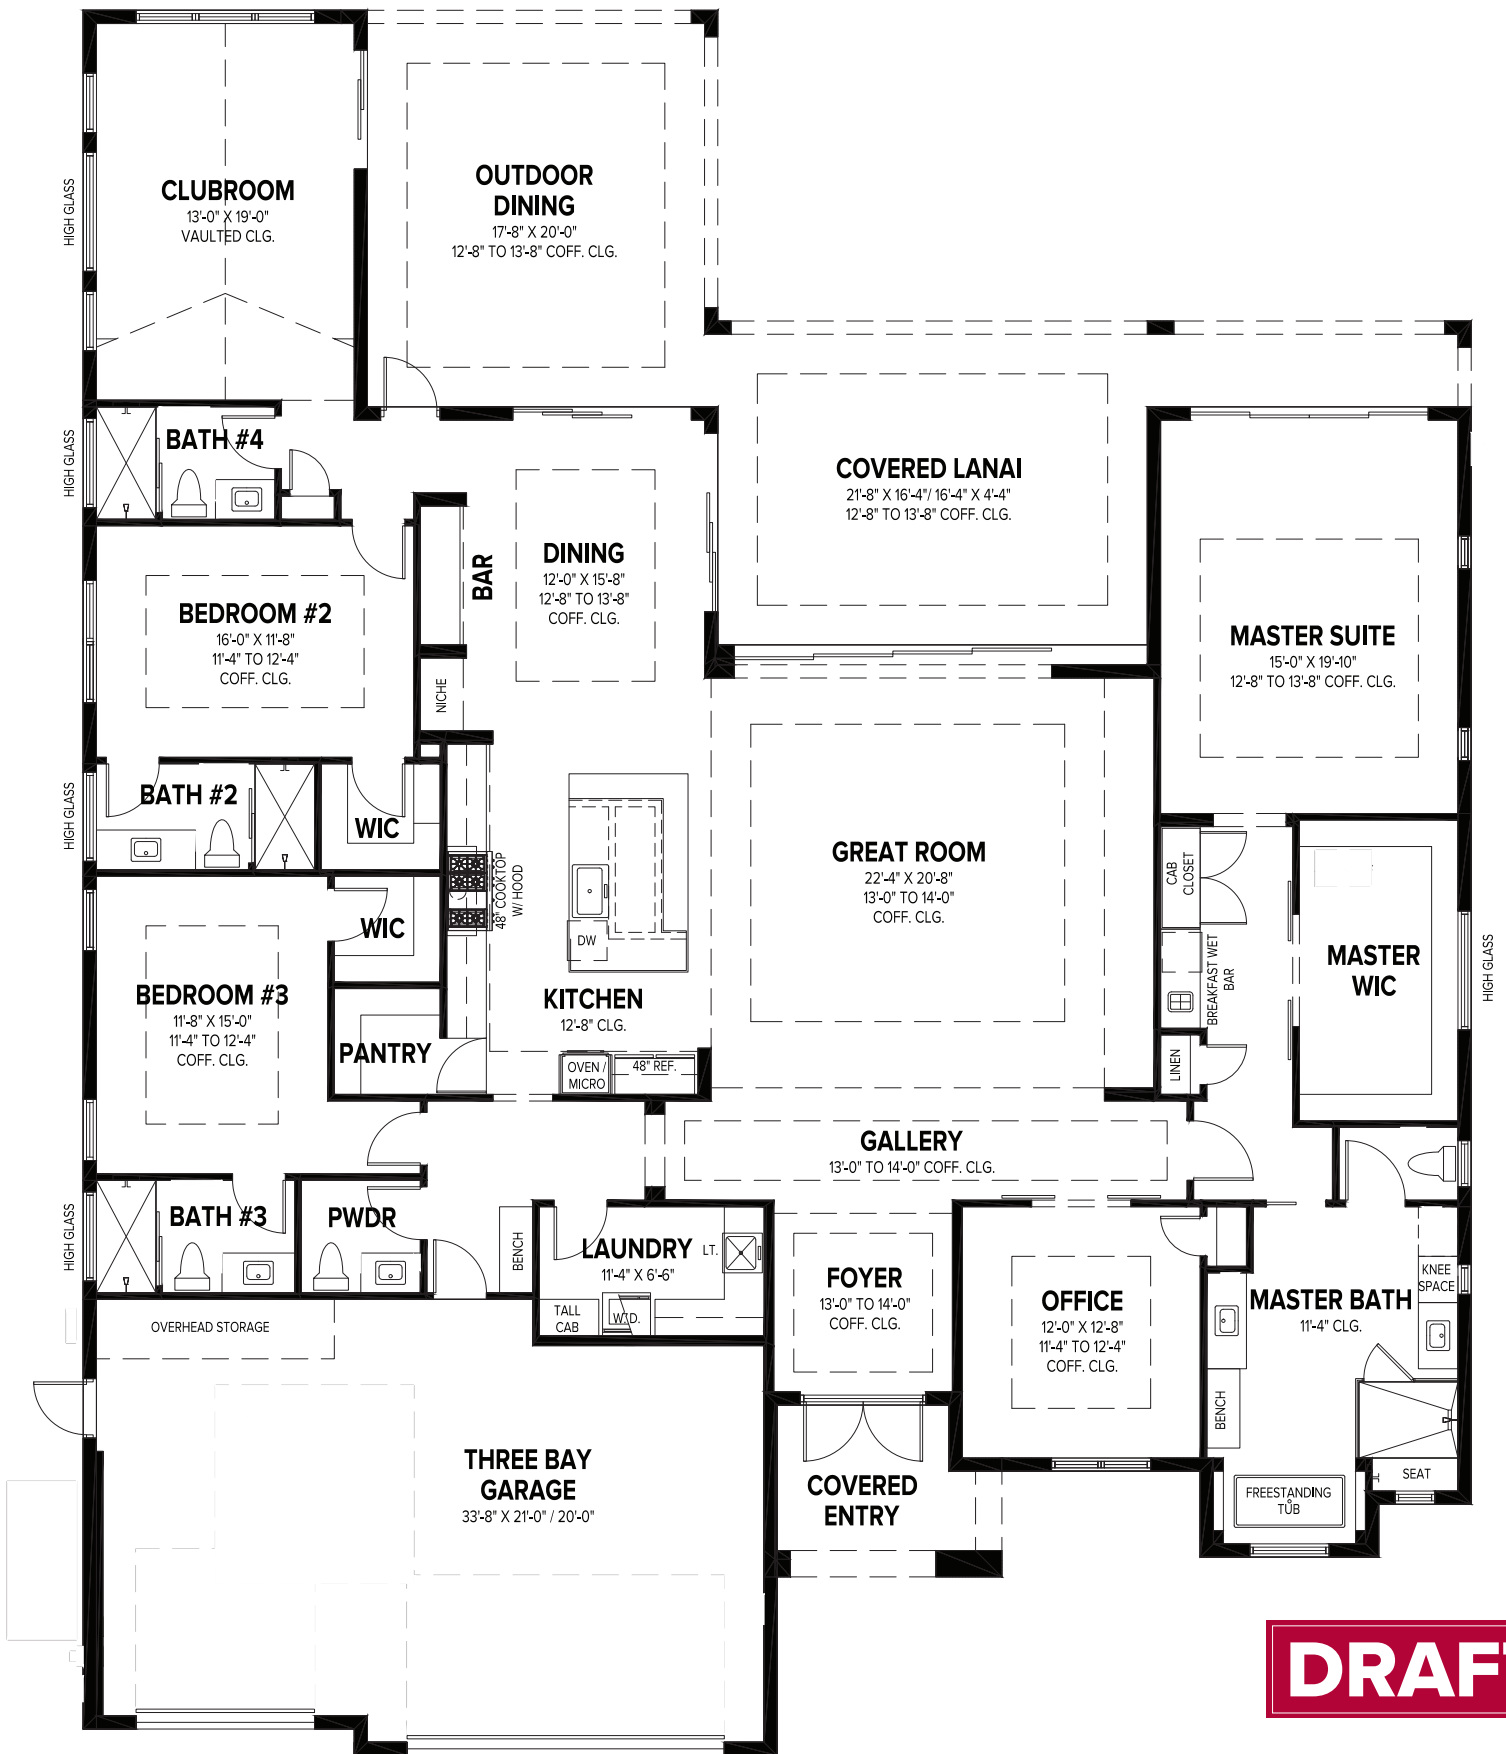 CLUBROOM
13'-0" X 19'-0"
VAULTED CLG.
HIGH GLASS
OUTDOOR
DINING
17'-8" X 20'-0"
12'-8" TO 13'-8" COFF. CLG.
BATH #4
HIGH GLASS
COVERED LANAI
21'-8" X 16'-4"/ 16'-4" X 4'-4"
12'-8" TO 13'-8" COFF. CLG.
BAR
DINING
12'-0" X 15'-8"
12'-8" TO 13'-8"
COFF. CLG.
BEDROOM #2
16'-0" X 11'-8"
11'-4" TO 12'-4"
COFF. CLG.
NICHE
MASTER SUITE
15'-0" X 19'-10"
12'-8" TO 13'-8" COFF. CLG.
HIGH GLASS
BATH #2
WIC
48" COOKTOP
W/ HOOD
GREAT ROOM
22'-4" X 20'-8"
13'-0" TO 14'-0"
COFF. CLG.
CAB
CLOSET
WIC
DW
BREAKFAST WET
BAR
MASTER
WIC
HIGH GLASS
BEDROOM #3
11'-8" X 15'-0"
11'-4" TO 12'-4"
COFF. CLG.
KITCHEN
12'-8" CLG.
PANTRY
OVEN /
MICRO
48" REF.
LINEN
GALLERY
13'-0" TO 14'-0" COFF. CLG.
HIGH GLASS
BATH #3
PWDR
BENCH
LAUNDRY
11'-4" X 6'-6"
LT.
TALL
CAB
W.
D.
FOYER
13'-0" TO 14'-0"
COFF. CLG.
OFFICE
12'-0" X 12'-8"
11'-4" TO 12'-4"
COFF. CLG.
KNEE
SPACE
MASTER BATH
11'-4" CLG.
OVERHEAD STORAGE
BENCH
THREE BAY
GARAGE
33'-8" X 21'-0" / 20'-0"
COVERED
ENTRY
SEAT
FREESTANDING
TUB
DRAFT